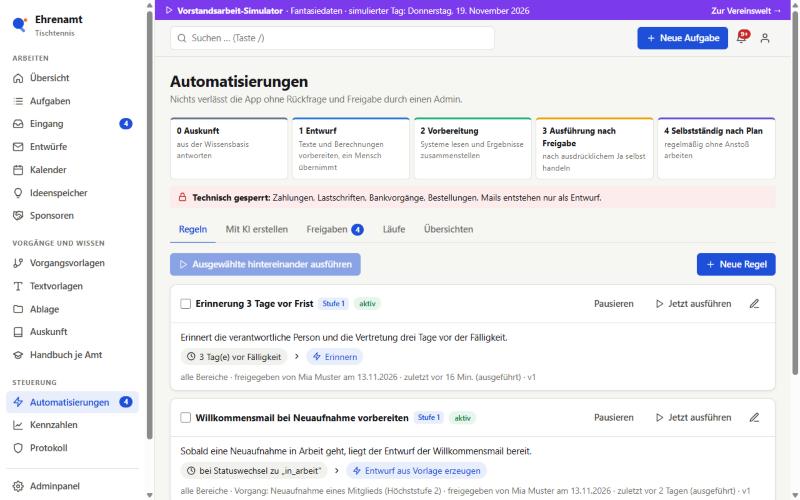 Vorstandsarbeit-Simulator · Fantasiedaten · simulierter Tag: Donnerstag, 19. November 2026
Zur Vereinswelt →
Ehrenamt
Tischtennis
ARBEITEN
Übersicht
Aufgaben
Eingang 4
Entwürfe
Kalender
Ideenspeicher
Sponsoren
VORGÄNGE UND WISSEN
Vorgangsvorlagen
Textvorlagen
Ablage
Auskunft
Handbuch je Amt
STEUERUNG
Automatisierungen 4
Kennzahlen
Protokoll
Adminpanel
Suchen … (Taste /)
+ Neue Aufgabe
9+
Automatisierungen
Nichts verlässt die App ohne Rückfrage und Freigabe durch einen Admin.
0 Auskunft
aus der Wissensbasis
antworten
1 Entwurf
Texte und Berechnungen
vorbereiten, ein Mensch
übernimmt
2 Vorbereitung
Systeme lesen und Ergebnisse
zusammenstellen
3 Ausführung nach
Freigabe
nach ausdrücklichem Ja selbst
handeln
4 Selbstständig nach Plan
regelmäßig ohne Anstoß
arbeiten
Technisch gesperrt: Zahlungen. Lastschriften. Bankvorgänge. Bestellungen. Mails entstehen nur als Entwurf.
Regeln
Mit KI erstellen
Freigaben 4
Läufe
Übersichten
Ausgewählte hintereinander ausführen
+ Neue Regel
Erinnerung 3 Tage vor Frist Stufe 1 aktiv
Pausieren
Jetzt ausführen
Erinnert die verantwortliche Person und die Vertretung drei Tage vor der Fälligkeit.
3 Tag(e) vor Fälligkeit › Erinnern
alle Bereiche · freigegeben von Mia Muster am 13.11.2026 · zuletzt vor 16 Min. (ausgeführt) · v1
Willkommensmail bei Neuaufnahme vorbereiten Stufe 1 aktiv
Pausieren
Jetzt ausführen
Sobald eine Neuaufnahme in Arbeit geht, liegt der Entwurf der Willkommensmail bereit.
bei Statuswechsel zu „in_arbeit“ › Entwurf aus Vorlage erzeugen
alle Bereiche · Vorgang: Neuaufnahme eines Mitglieds (Höchststufe 2) · freigegeben von Mia Muster am 13.11.2026 · zuletzt vor 2 Tagen (ausgeführt) · v1